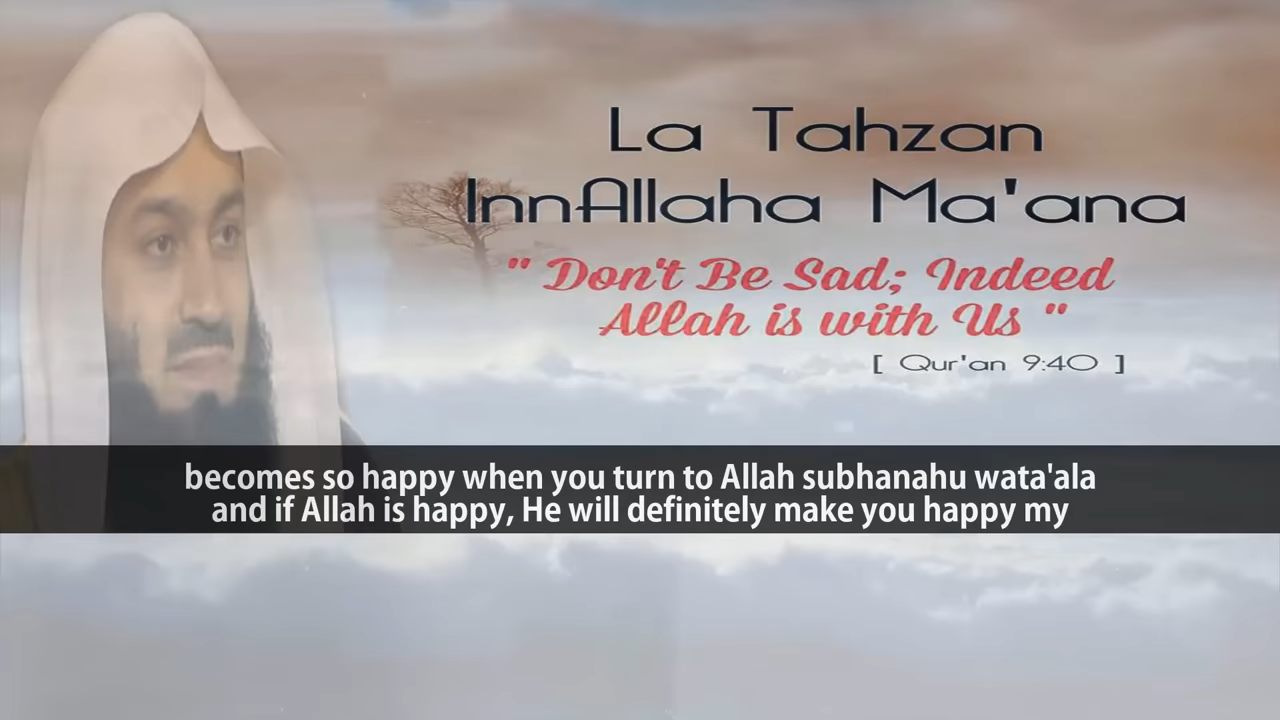 La Tahzan
InnAllaha Ma'ana
" Don't Be Sad; Indeed
Allah is with Us "
[ Qur'an 9:40 ]
becomes so happy when you turn to Allah subhanahu wata'ala
and if Allah is happy, He will definitely make you happy my